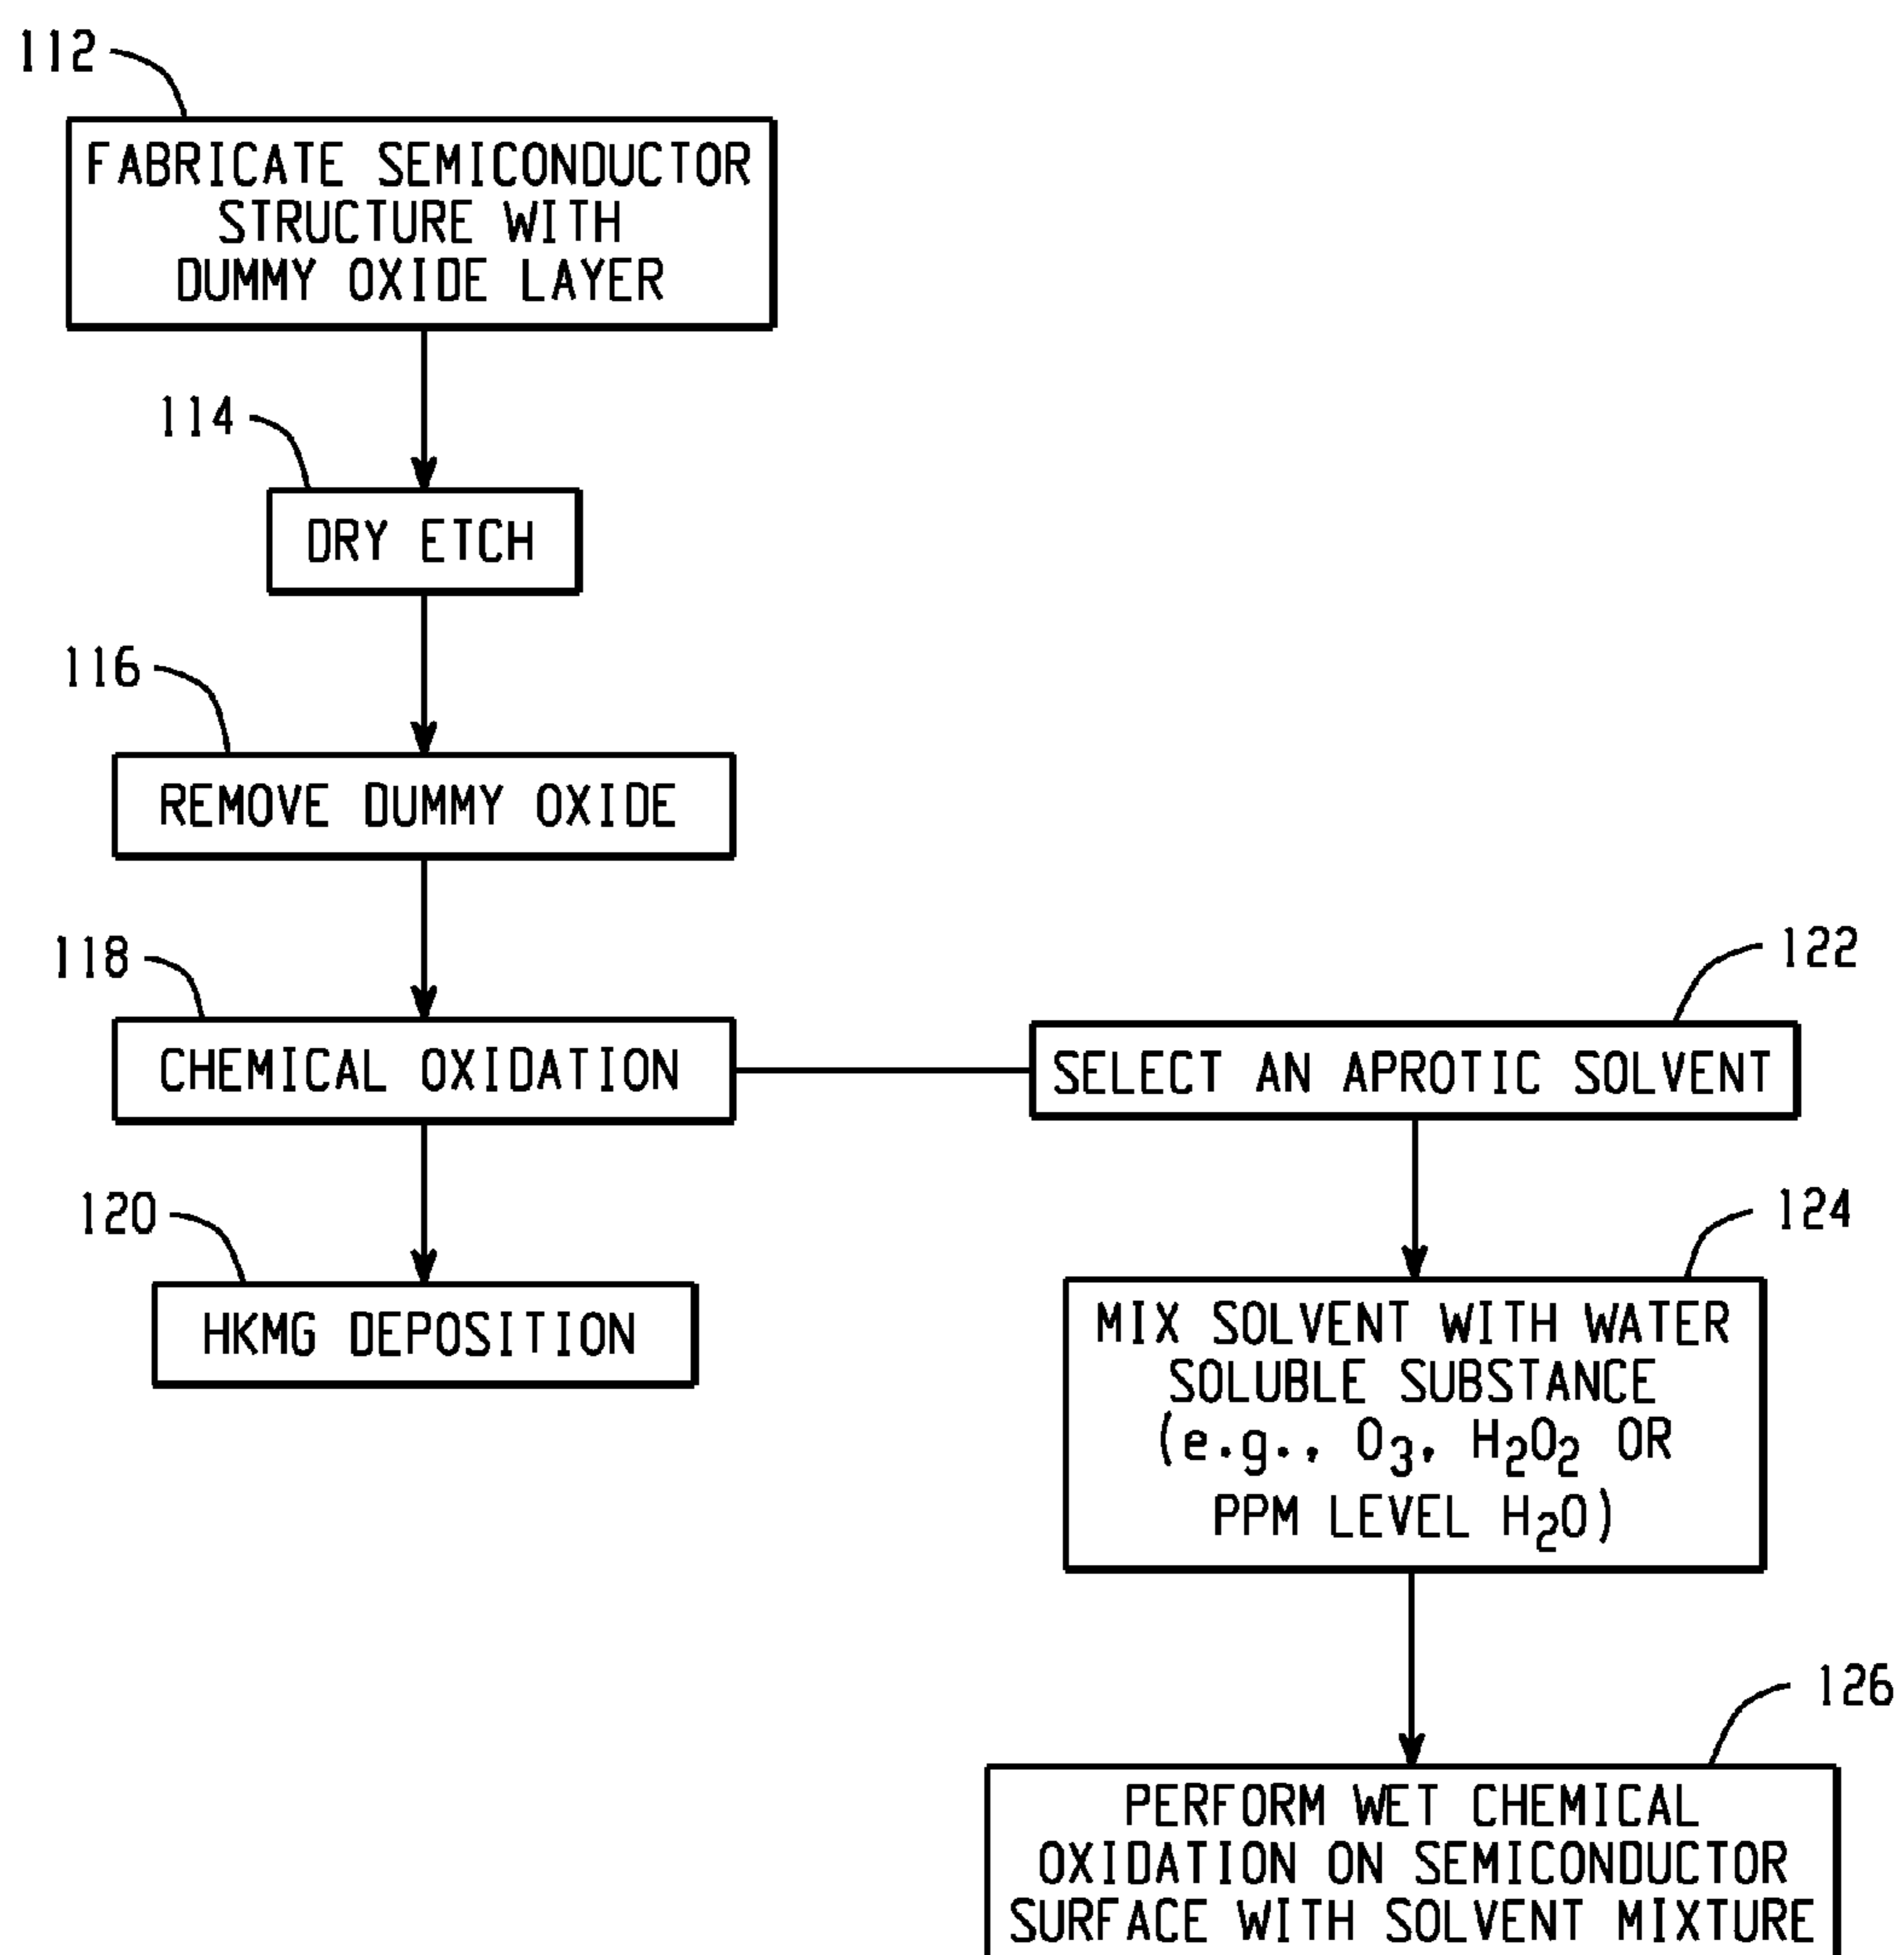 112
FABRICATE SEMICONDUCTOR
STRUCTURE WITH
DUMMY OXIDE LAYER
114
DRY ETCH
116
REMOVE DUMMY OXIDE
118
CHEMICAL OXIDATION
120
HKMG DEPOSITION
122
SELECT AN APROTIC SOLVENT
124
MIX SOLVENT WITH WATER
SOLUBLE SUBSTANCE
(e.g., O₃, H₂O₂ OR
PPM LEVEL H₂O)
126
PERFORM WET CHEMICAL
OXIDATION ON SEMICONDUCTOR
SURFACE WITH SOLVENT MIXTURE